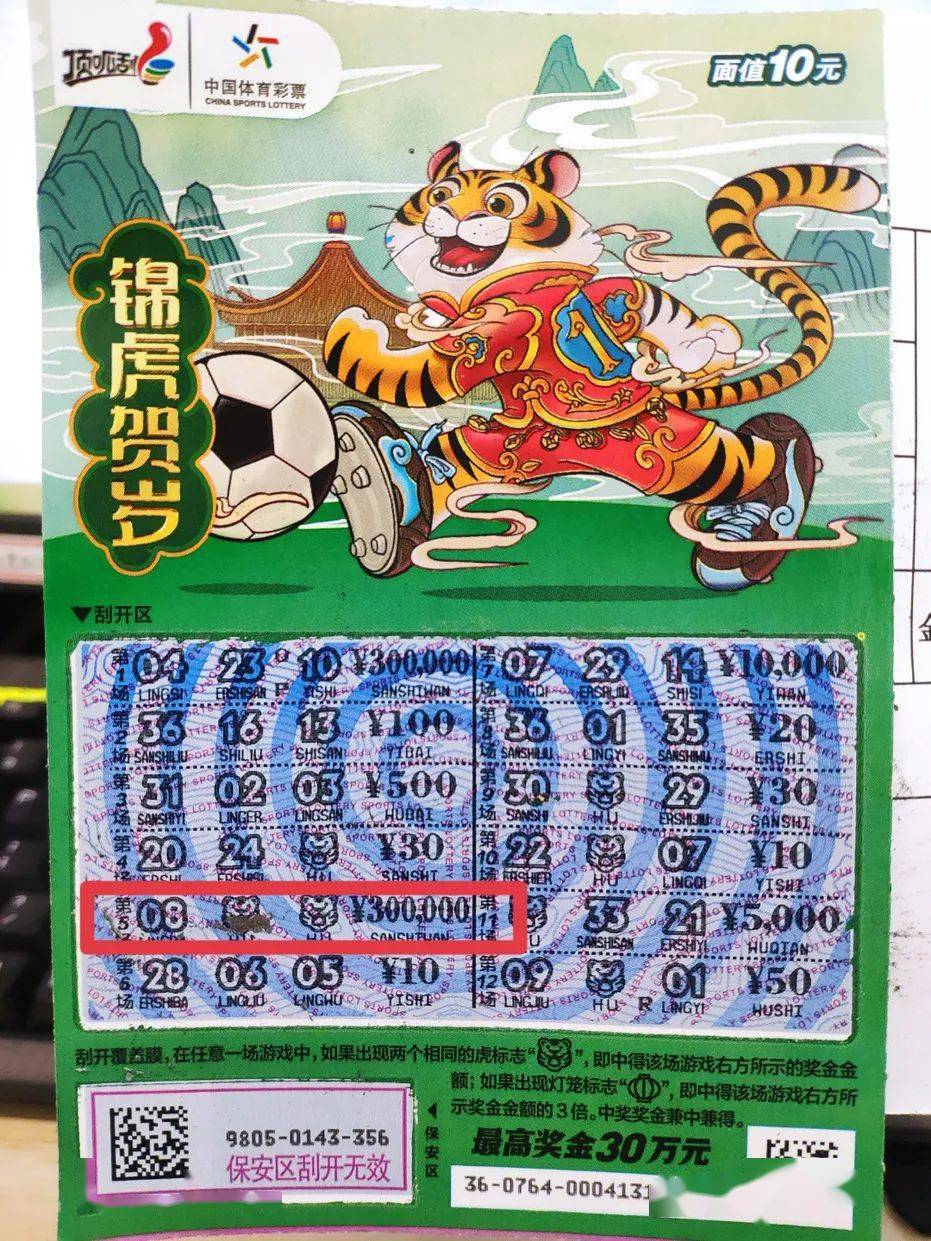 顶呱刮
中国体育彩票
CHINA SPORTS LOTTERY
面值10元
锦虎贺岁
▼刮开区
第1场 04 23 10 ¥300,000 第7场 07 29 14 ¥10,000
LINGSI ERSHISAN YISHI SANSHIWAN LINGQI ERSHIJIU SHISI YIWAN
第2场 36 16 13 ¥100 第8场 36 01 35 ¥20
SANSHILIU SHILIU SHISAN YIBAI SANSHILIU LINGYI SANSHIWU ERSHI
第3场 31 02 03 ¥500 第9场 30 29 ¥30
SANSHIYI LINGER LINGSAN WUBAI SANSHI HU ERSHIJIU SANSHI
第4场 20 24 ¥30 第10场 22 07 ¥10
ERSHI ERSHISI HU SANSHI ERSHIER HU LINGQI YISHI
第5场 08 ¥300,000 第11场 33 21 ¥5,000
HU SANSHIWAN SANSHISAN ERSHIYI WUQIAN
第6场 28 06 05 ¥10 第12场 09 01 ¥50
ERSHIBA LINGLIU LINGWU YISHI LINGJIU HU R LINGYI WUSHI
刮开覆盖膜,在任意一场游戏中,如果出现两个相同的虎标志“ ”,即中得该场游戏右方所示的奖金金
额;如果出现灯笼标志“ ”,即中得该场游戏右方所
示奖金金额的3倍。中奖奖金兼中兼得。
◀保安区
最高奖金30万元
9805-0143-356
保安区刮开无效
36-0764-0004131